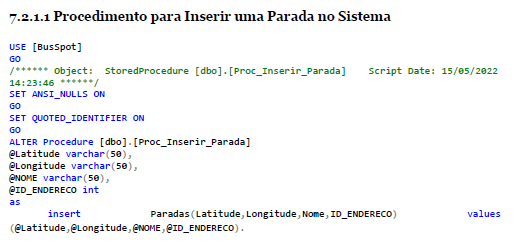 7.2.1.1 Procedimento para Inserir uma Parada no Sistema
USE [BusSpot]
GO
/****** Object:  StoredProcedure [dbo].[Proc_Inserir_Parada]    Script Date: 15/05/2022
14:23:46 ******/
SET ANSI_NULLS ON
GO
SET QUOTED_IDENTIFIER ON
GO
ALTER Procedure [dbo].[Proc_Inserir_Parada]
@Latitude varchar(50),
@Longitude varchar(50),
@NOME varchar(50),
@ID_ENDERECO int
as
insert Paradas(Latitude,Longitude,Nome,ID_ENDERECO) values
(@Latitude,@Longitude,@NOME,@ID_ENDERECO).